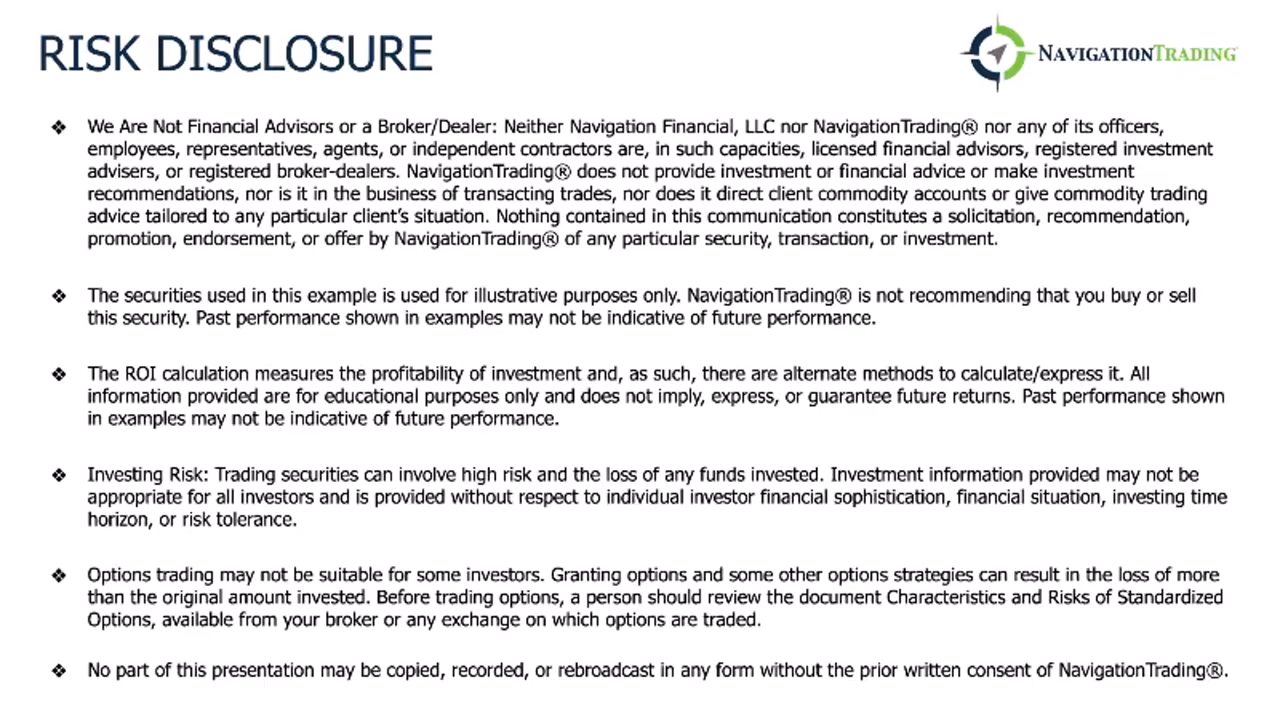 RISK DISCLOSURE
NAVIGATIONTRADING
❖ We Are Not Financial Advisors or a Broker/Dealer: Neither Navigation Financial, LLC nor NavigationTrading® nor any of its officers,
employees, representatives, agents, or independent contractors are, in such capacities, licensed financial advisors, registered investment
advisers, or registered broker-dealers. NavigationTrading® does not provide investment or financial advice or make investment
recommendations, nor is it in the business of transacting trades, nor does it direct client commodity accounts or give commodity trading
advice tailored to any particular client's situation. Nothing contained in this communication constitutes a solicitation, recommendation,
promotion, endorsement, or offer by NavigationTrading® of any particular security, transaction, or investment.
❖ The securities used in this example is used for illustrative purposes only. NavigationTrading® is not recommending that you buy or sell
this security. Past performance shown in examples may not be indicative of future performance.
❖ The ROI calculation measures the profitability of investment and, as such, there are alternate methods to calculate/express it. All
information provided are for educational purposes only and does not imply, express, or guarantee future returns. Past performance shown
in examples may not be indicative of future performance.
❖ Investing Risk: Trading securities can involve high risk and the loss of any funds invested. Investment information provided may not be
appropriate for all investors and is provided without respect to individual investor financial sophistication, financial situation, investing time
horizon, or risk tolerance.
❖ Options trading may not be suitable for some investors. Granting options and some other options strategies can result in the loss of more
than the original amount invested. Before trading options, a person should review the document Characteristics and Risks of Standardized
Options, available from your broker or any exchange on which options are traded.
❖ No part of this presentation may be copied, recorded, or rebroadcast in any form without the prior written consent of NavigationTrading®.